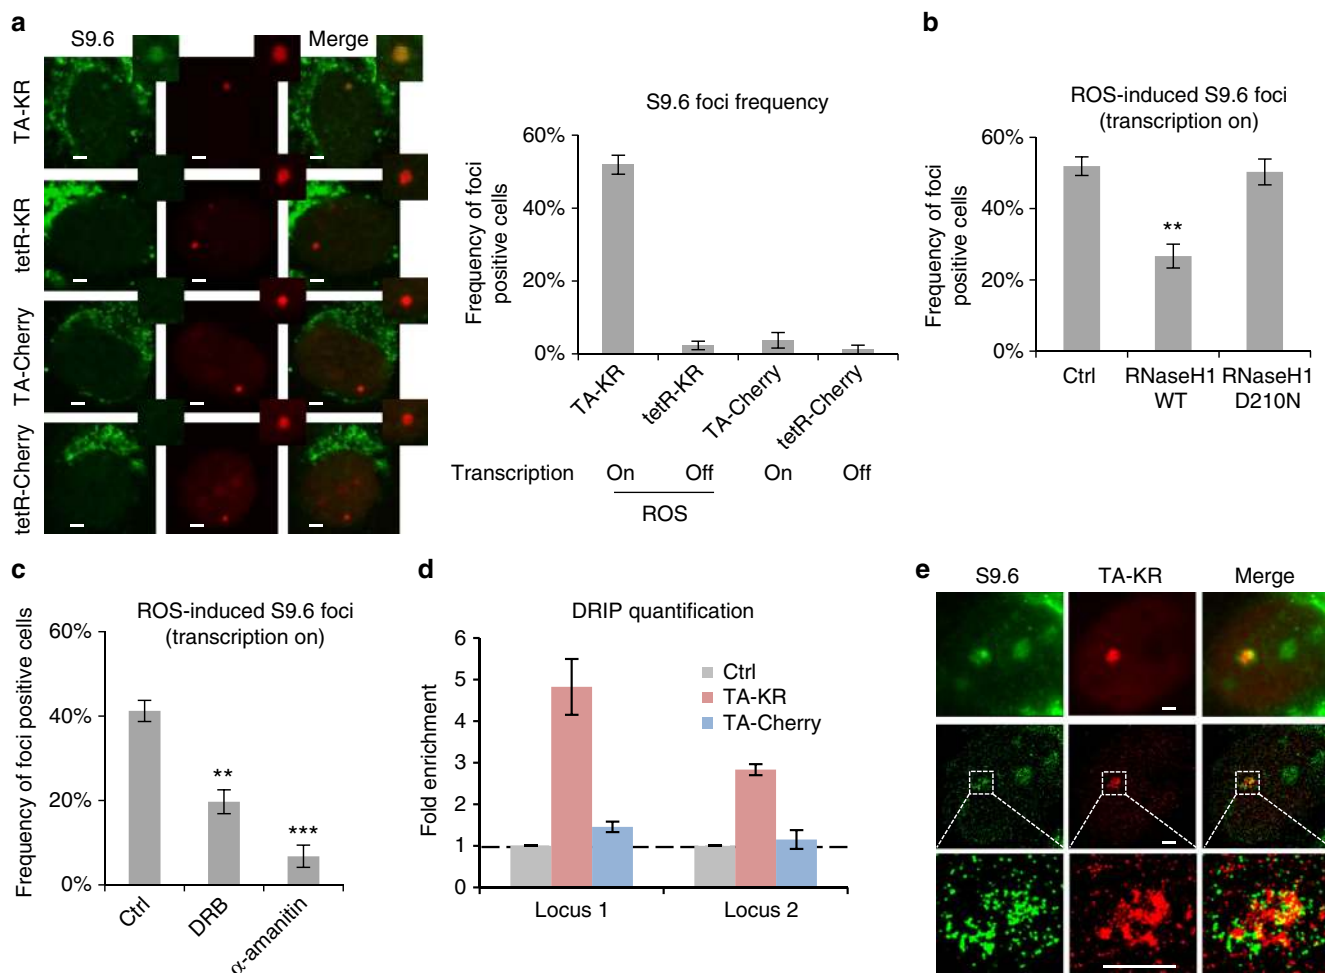 a
S9.6
Merge
TA-KR
tetR-KR
TA-Cherry
tetR-Cherry
S9.6 foci frequency
Frequency of foci
positive cells
60%
40%
20%
0%
TA-KR
tetR-KR
TA-Cherry
tetR-Cherry
Transcription On Off On Off
ROS
b
ROS-induced S9.6 foci
(transcription on)
Frequency of foci
positive cells
60%
40%
20%
0%
**
Ctrl RNaseH1 RNaseH1
WT D210N
c
ROS-induced S9.6 foci
(transcription on)
Frequency of foci positive cells
60%
40%
20%
0%
**
***
Ctrl
DRB
α-amanitin
d
DRIP quantification
Fold enrichment
6
5
4
3
2
1
0
Ctrl
TA-KR
TA-Cherry
Locus 1 Locus 2
e
S9.6 TA-KR Merge